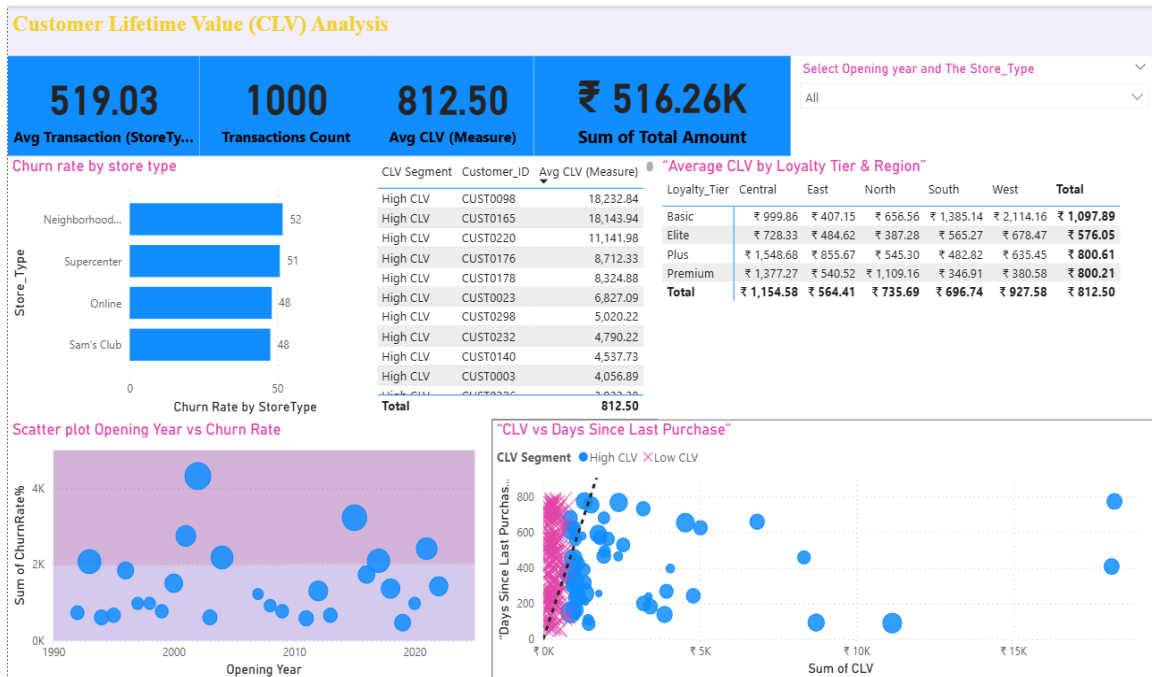 Customer Lifetime Value (CLV) Analysis
519.03
Avg Transaction (StoreTy...
1000
Transactions Count
812.50
Avg CLV (Measure)
₹ 516.26K
Sum of Total Amount
Select Opening year and The Store_Type
All
Churn rate by store type
Store_Type
Neighborhood... 52
Supercenter 51
Online 48
Sam's Club 48
0 50
Churn Rate by StoreType
CLV Segment Customer_ID Avg CLV (Measure)
High CLV CUST0098 18,232.84
High CLV CUST0165 18,143.94
High CLV CUST0220 11,141.98
High CLV CUST0176 8,712.33
High CLV CUST0178 8,324.88
High CLV CUST0023 6,827.09
High CLV CUST0298 5,020.22
High CLV CUST0232 4,790.22
High CLV CUST0140 4,537.73
High CLV CUST0003 4,056.89
Total 812.50
“Average CLV by Loyalty Tier & Region”
Loyalty_Tier Central East North South West Total
Basic ₹ 999.86 ₹ 407.15 ₹ 656.56 ₹ 1,385.14 ₹ 2,114.16 ₹ 1,097.89
Elite ₹ 728.33 ₹ 484.62 ₹ 387.28 ₹ 565.27 ₹ 678.47 ₹ 576.05
Plus ₹ 1,548.68 ₹ 855.67 ₹ 545.30 ₹ 482.82 ₹ 635.45 ₹ 800.61
Premium ₹ 1,377.27 ₹ 540.52 ₹ 1,109.16 ₹ 346.91 ₹ 380.58 ₹ 800.21
Total ₹ 1,154.58 ₹ 564.41 ₹ 735.69 ₹ 696.74 ₹ 927.58 ₹ 812.50
Scatter plot Opening Year vs Churn Rate
Sum of ChurnRate%
4K
2K
0K
1990 2000 2010 2020
Opening Year
“CLV vs Days Since Last Purchase”
CLV Segment High CLV Low CLV
“Days Since Last Purchas...
800
600
400
200
0
₹ 0K ₹ 5K ₹ 10K ₹ 15K
Sum of CLV